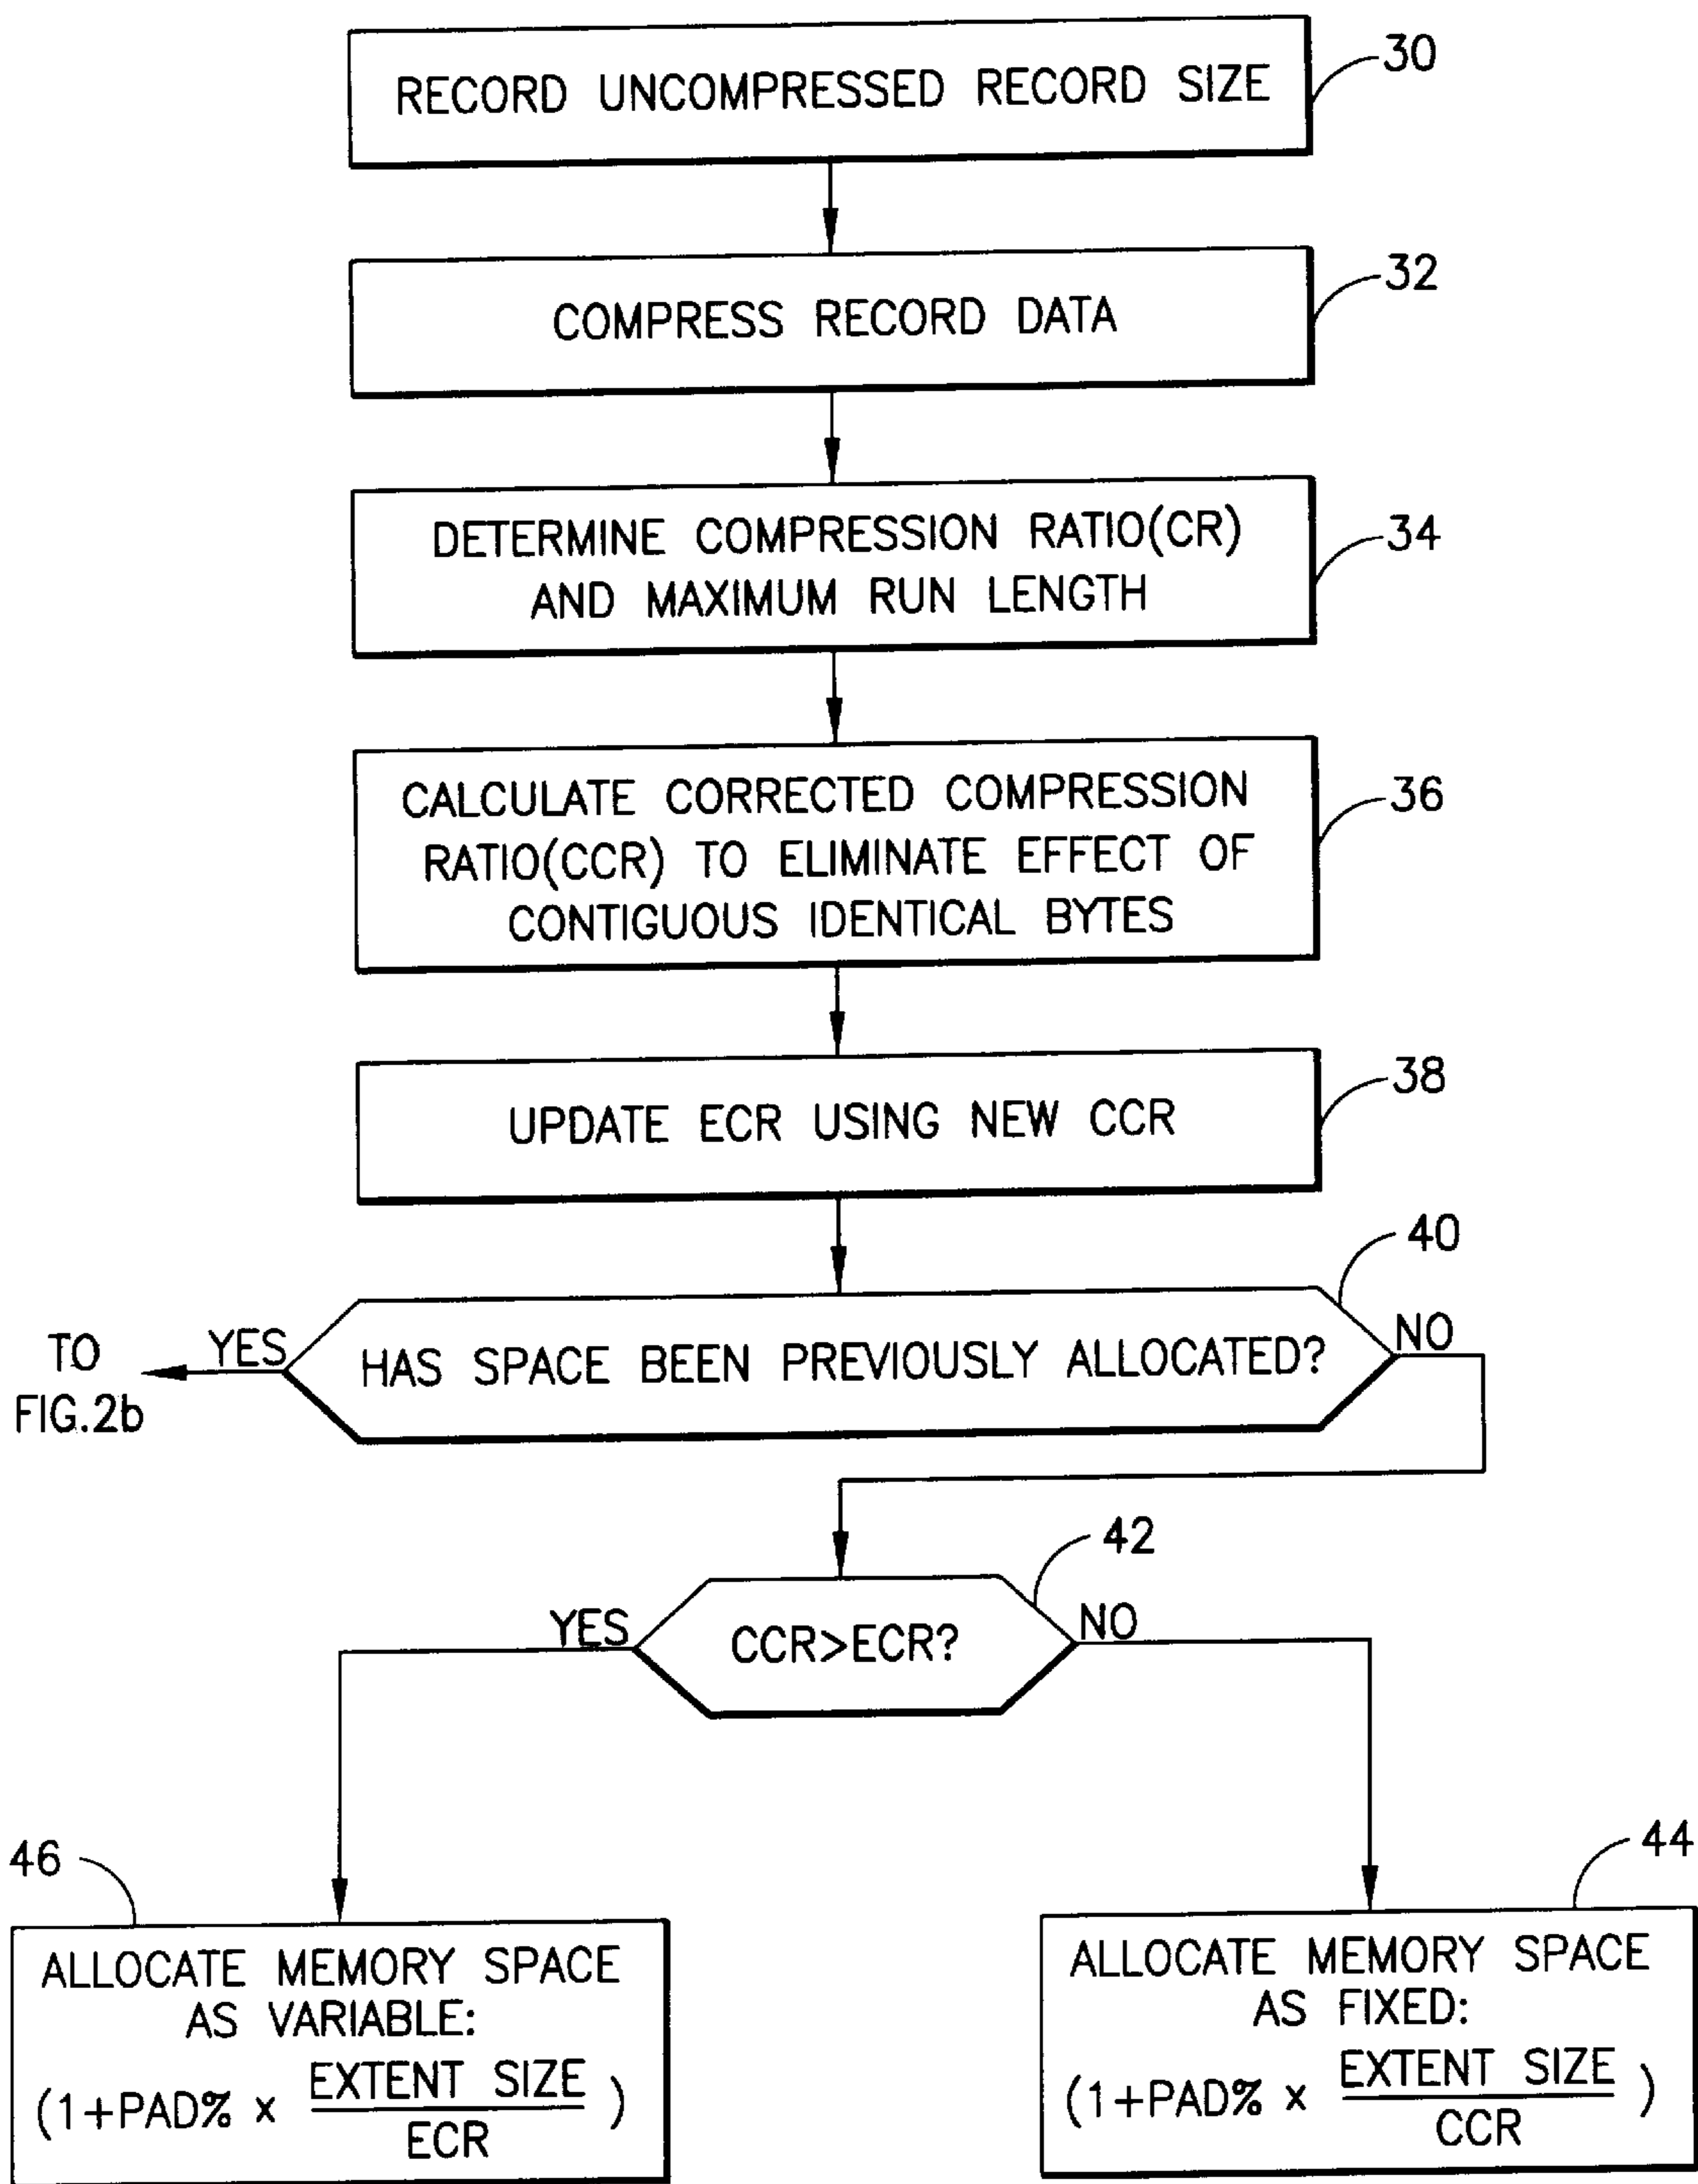 RECORD UNCOMPRESSED RECORD SIZE
30
COMPRESS RECORD DATA
32
DETERMINE COMPRESSION RATIO(CR)
AND MAXIMUM RUN LENGTH
34
CALCULATE CORRECTED COMPRESSION
RATIO(CCR) TO ELIMINATE EFFECT OF
CONTIGUOUS IDENTICAL BYTES
36
UPDATE ECR USING NEW CCR
38
40
TO
FIG.2b
YES
HAS SPACE BEEN PREVIOUSLY ALLOCATED?
NO
42
YES
CCR>ECR?
NO
46
ALLOCATE MEMORY SPACE
AS VARIABLE:
(1+PAD% x EXTENT SIZE
ECR )
44
ALLOCATE MEMORY SPACE
AS FIXED:
(1+PAD% x EXTENT SIZE
CCR )